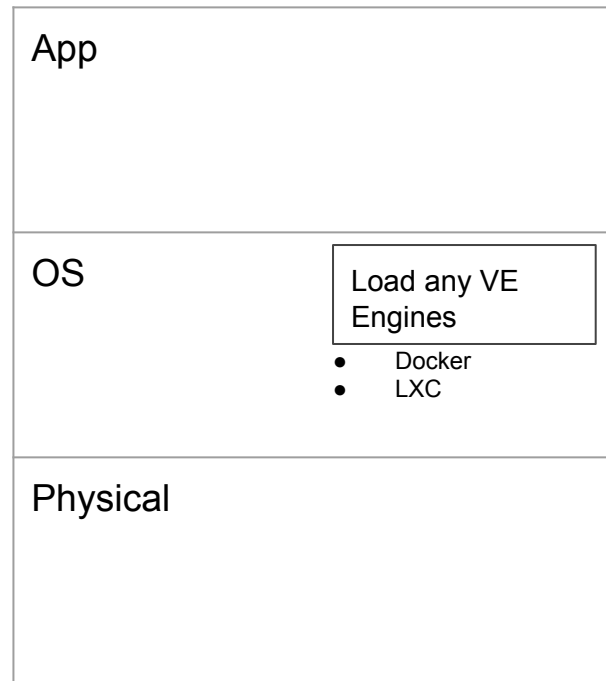 App
OS
Load any VE
Engines
● Docker
● LXC
Physical